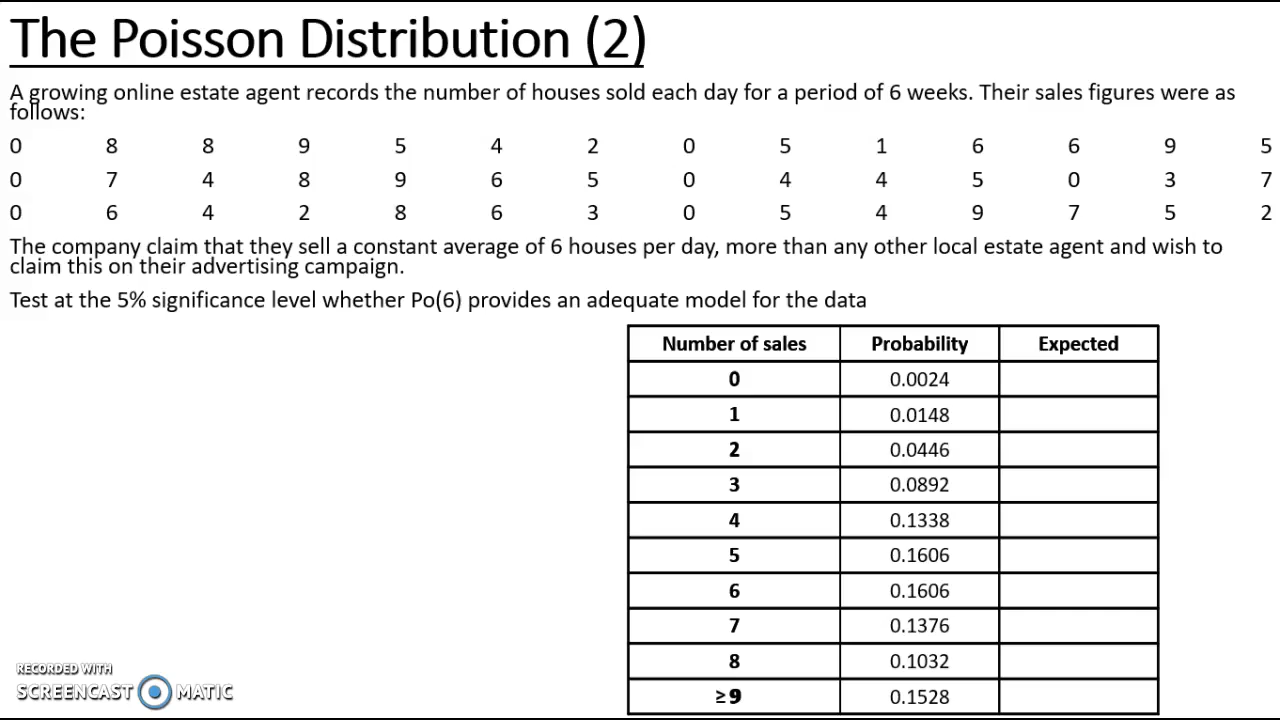 The Poisson Distribution (2)
A growing online estate agent records the number of houses sold each day for a period of 6 weeks. Their sales figures were as
follows:
0 8 8 9 5 4 2 0 5 1 6 6 9 5
0 7 4 8 9 6 5 0 4 4 5 0 3 7
0 6 4 2 8 6 3 0 5 4 9 7 5 2
The company claim that they sell a constant average of 6 houses per day, more than any other local estate agent and wish to
claim this on their advertising campaign.
Test at the 5% significance level whether Po(6) provides an adequate model for the data
Number of sales Probability Expected
0 0.0024
1 0.0148
2 0.0446
3 0.0892
4 0.1338
5 0.1606
6 0.1606
7 0.1376
8 0.1032
≥9 0.1528
RECORDED WITH
SCREENCAST MATIC